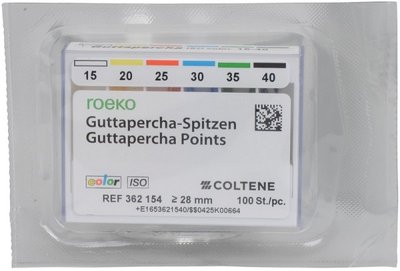 15 20 25 30 35 40
roeko
Guttapercha-Spitzen
Guttapercha Points
color ISO
COLTENE
REF 362 154 ≥ 28 mm 100 St./pc.
+E1653621540/$$0425K00664